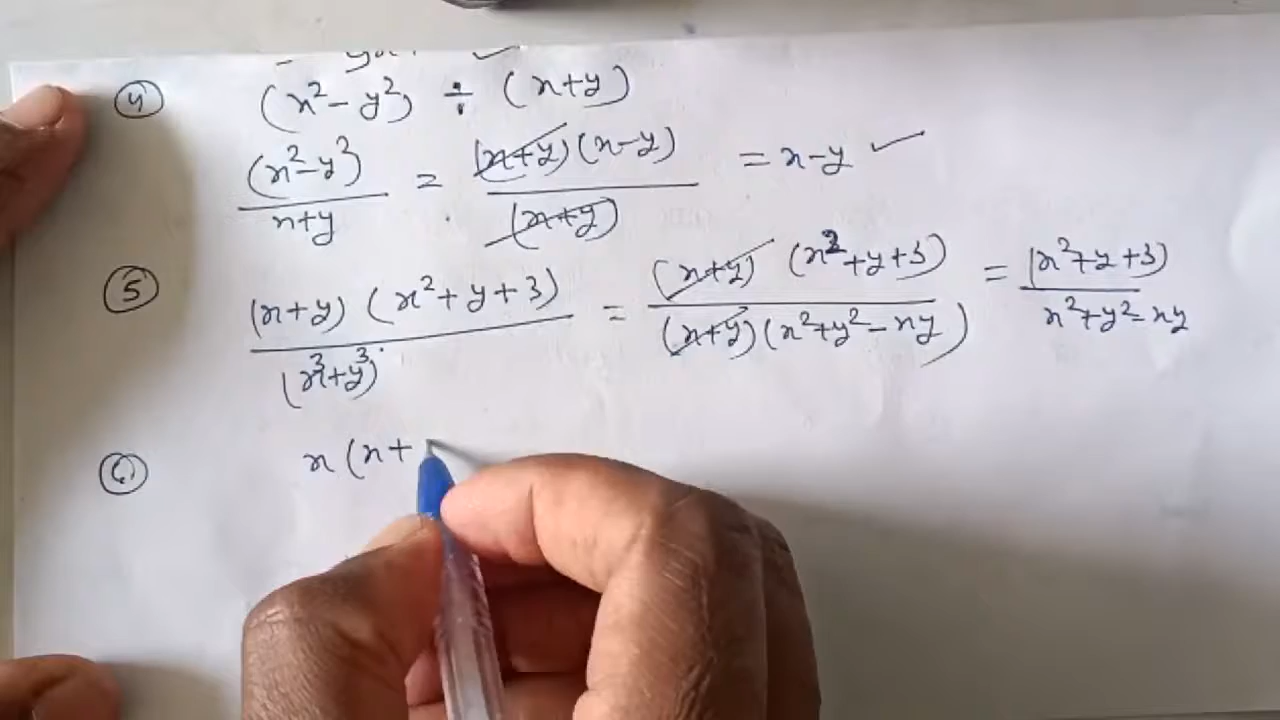 ④ (x² - y²) ÷ (x+y)
(x²-y²)/(x+y) = (x+y)(x-y)/(x+y) = x-y ✓
⑤ (x+y)(x²+y+3)/(x³+y³) = (x+y)(x²+y+3)/((x+y)(x²+y²-xy)) = (x²+y+3)/(x²+y²-xy)
⑥ x(x+